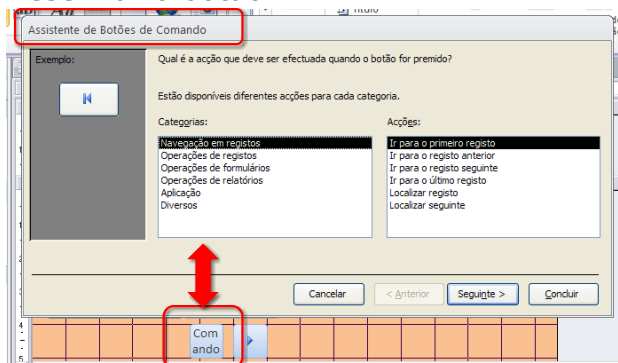 Título
Assistente de Botões de Comando
Exemplo:
Qual é a acção que deve ser efectuada quando o botão for premido?
Estão disponíveis diferentes acções para cada categoria.
Categorias:
Acções:
Navegação em registos
Operações de registos
Operações de formulários
Operações de relatórios
Aplicação
Diversos
Ir para o primeiro registo
Ir para o registo anterior
Ir para o registo seguinte
Ir para o último registo
Localizar registo
Localizar seguinte
Cancelar
< Anterior
Seguinte >
Concluir
4
Com
ando
5